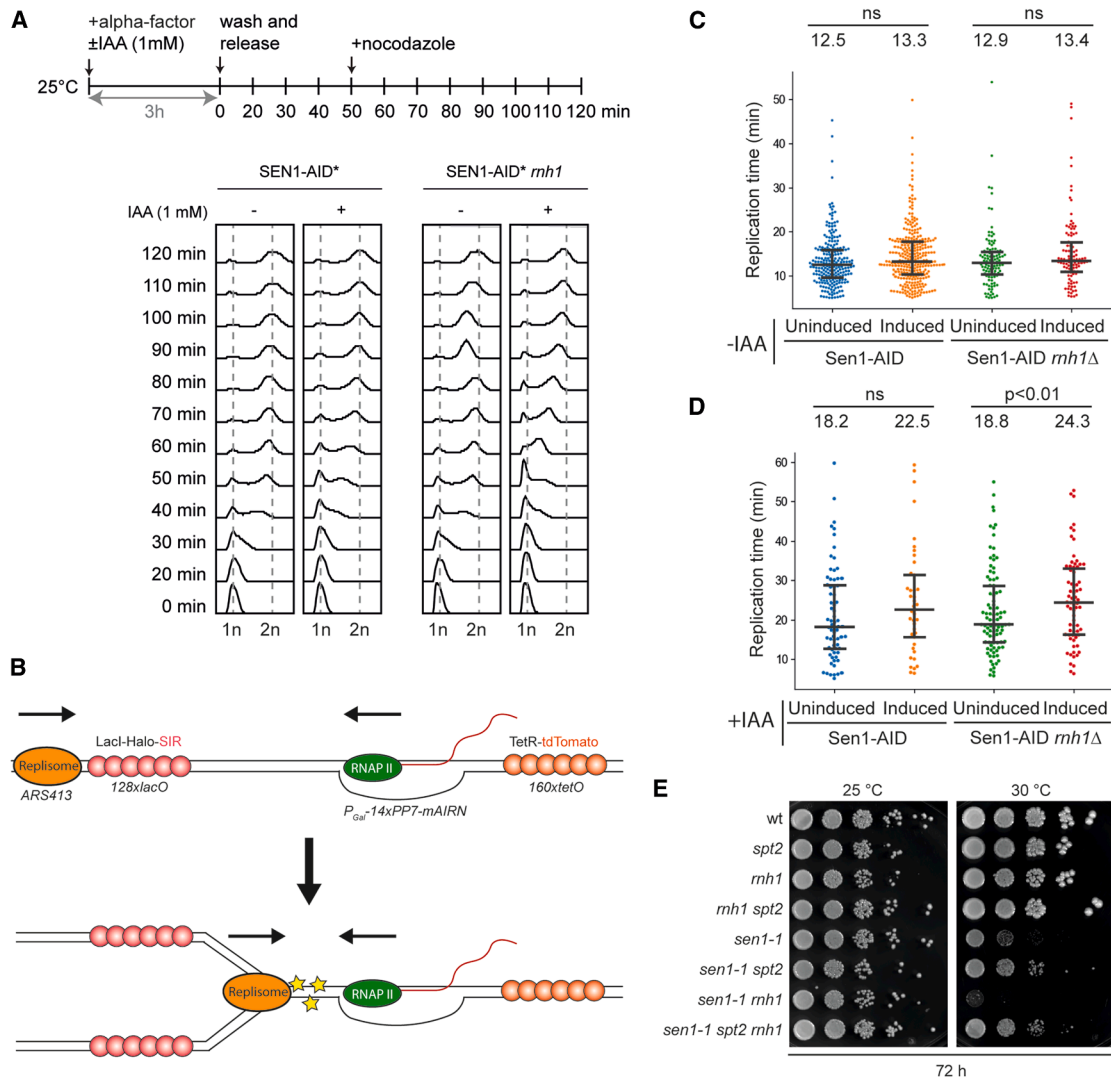 A
+alpha-factor
±IAA (1mM)
wash and
release
+nocodazole
25°C
3h
0 20 30 40 50 60 70 80 90 100 110 120 min
SEN1-AID*
SEN1-AID* rnh1
IAA (1 mM)
- + - +
120 min
110 min
100 min
90 min
80 min
70 min
60 min
50 min
40 min
30 min
20 min
0 min
1n 2n 1n 2n 1n 2n 1n 2n
B
Replisome
ARS413
LacI-Halo-SIR
128xlacO
RNAP II
PGal-14xPP7-mAIRN
TetR-tdTomato
160xtetO
Replisome
RNAP II
C
ns
ns
12.5 13.3 12.9 13.4
Replication time (min)
50
40
30
20
10
-IAA
Uninduced Induced Uninduced Induced
Sen1-AID
Sen1-AID rnh1Δ
D
ns
p<0.01
18.2 22.5 18.8 24.3
Replication time (min)
60
50
40
30
20
10
+IAA
Uninduced Induced Uninduced Induced
Sen1-AID
Sen1-AID rnh1Δ
E
25 °C
30 °C
wt
spt2
rnh1
rnh1 spt2
sen1-1
sen1-1 spt2
sen1-1 rnh1
sen1-1 spt2 rnh1
72 h